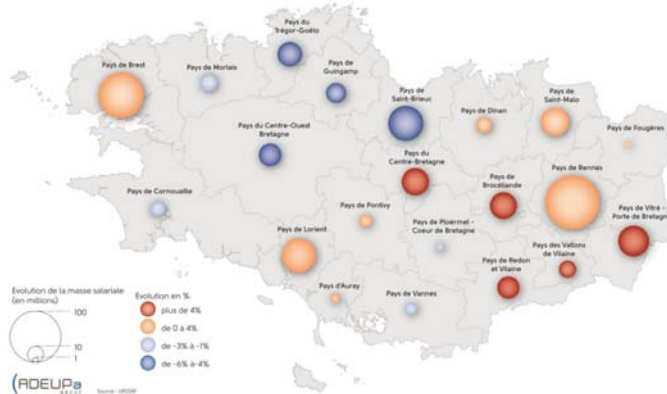 Pays du
Trégor-Goëlo
Pays de Brest
Pays de Morlaix
Pays de
Guingamp
Pays de
Saint-Brieuc
Pays de Dinan
Pays de
Saint-Malo
Pays de Fougères
Pays du Centre-Ouest
Bretagne
Pays du
Centre-Bretagne
Pays de
Brocéliande
Pays de Rennes
Pays de Cornouaille
Pays de Pontivy
Pays de Ploërmel -
Coeur de Bretagne
Pays de Vitré -
Porte de Bretagne
Pays de Lorient
Pays de Redon
et Vilaine
Pays des Vallons
de Vilaine
Pays d'Auray
Pays de Vannes
Evolution de la masse salariale
(en millions)
100
10
1
Évolution en %
plus de 4%
de 0 à 4%
de -3% à -1%
de -6% à -4%
ADEUPa
BREST
Source : URSSAF